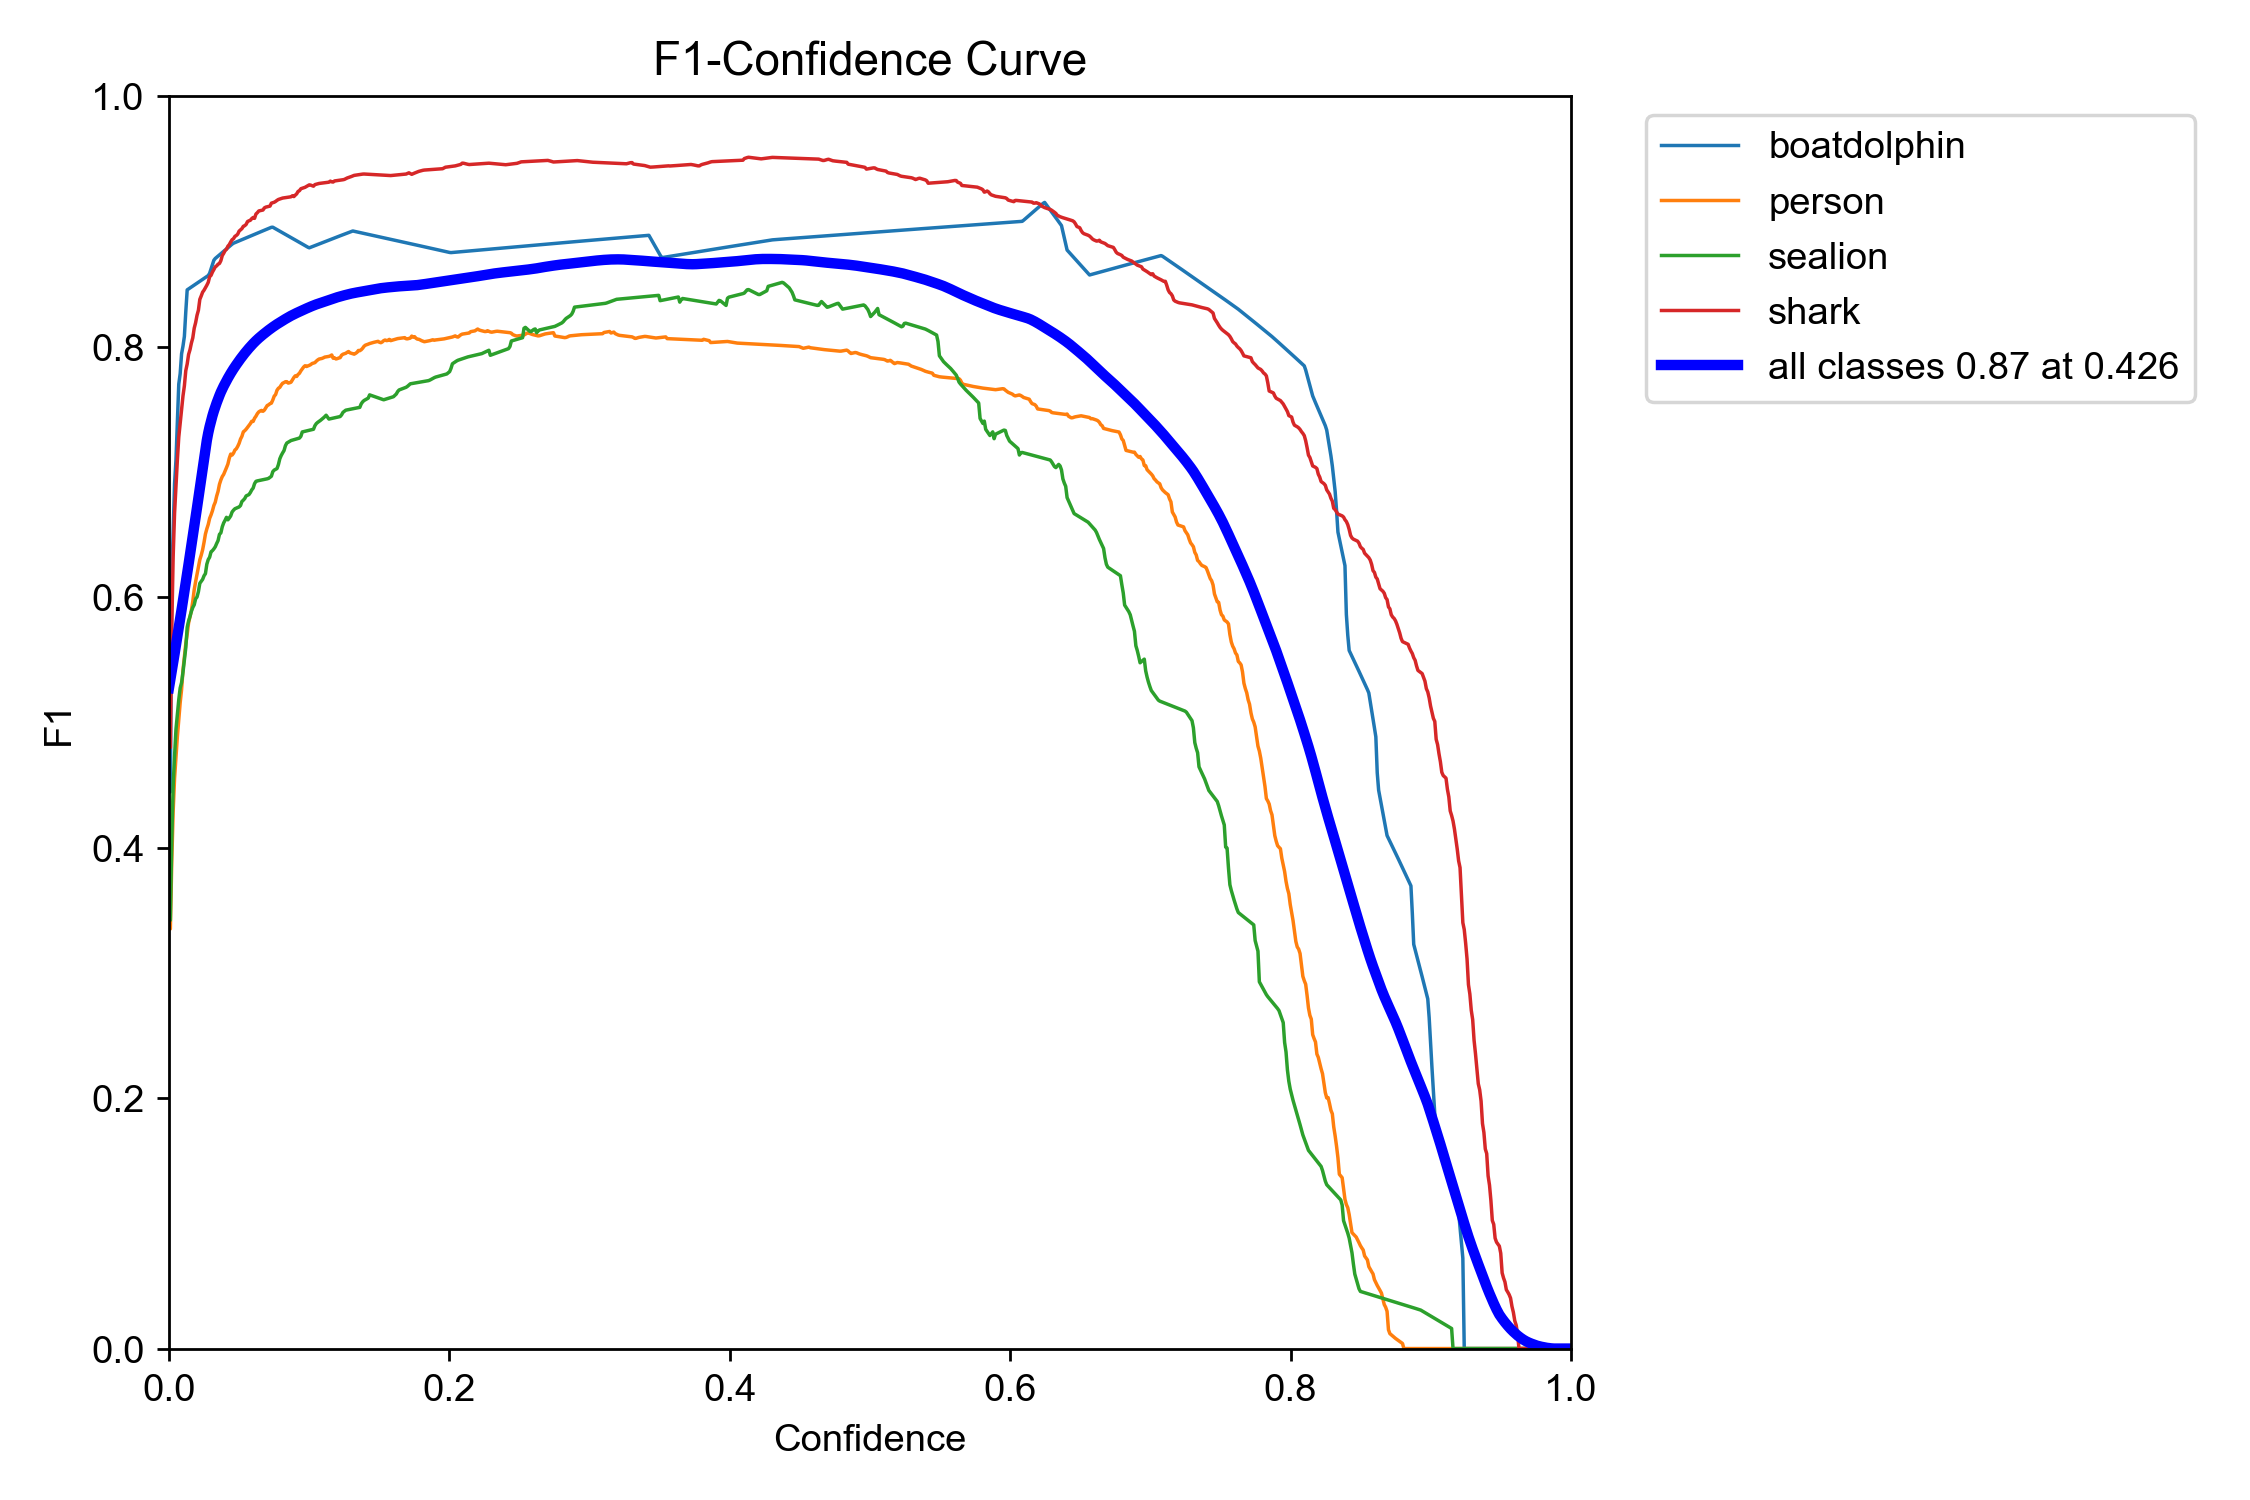 F1-Confidence Curve
1.0
0.8
0.6
0.4
0.2
0.0
F1
0.0 0.2 0.4 0.6 0.8 1.0
Confidence
boatdolphin
person
sealion
shark
all classes 0.87 at 0.426